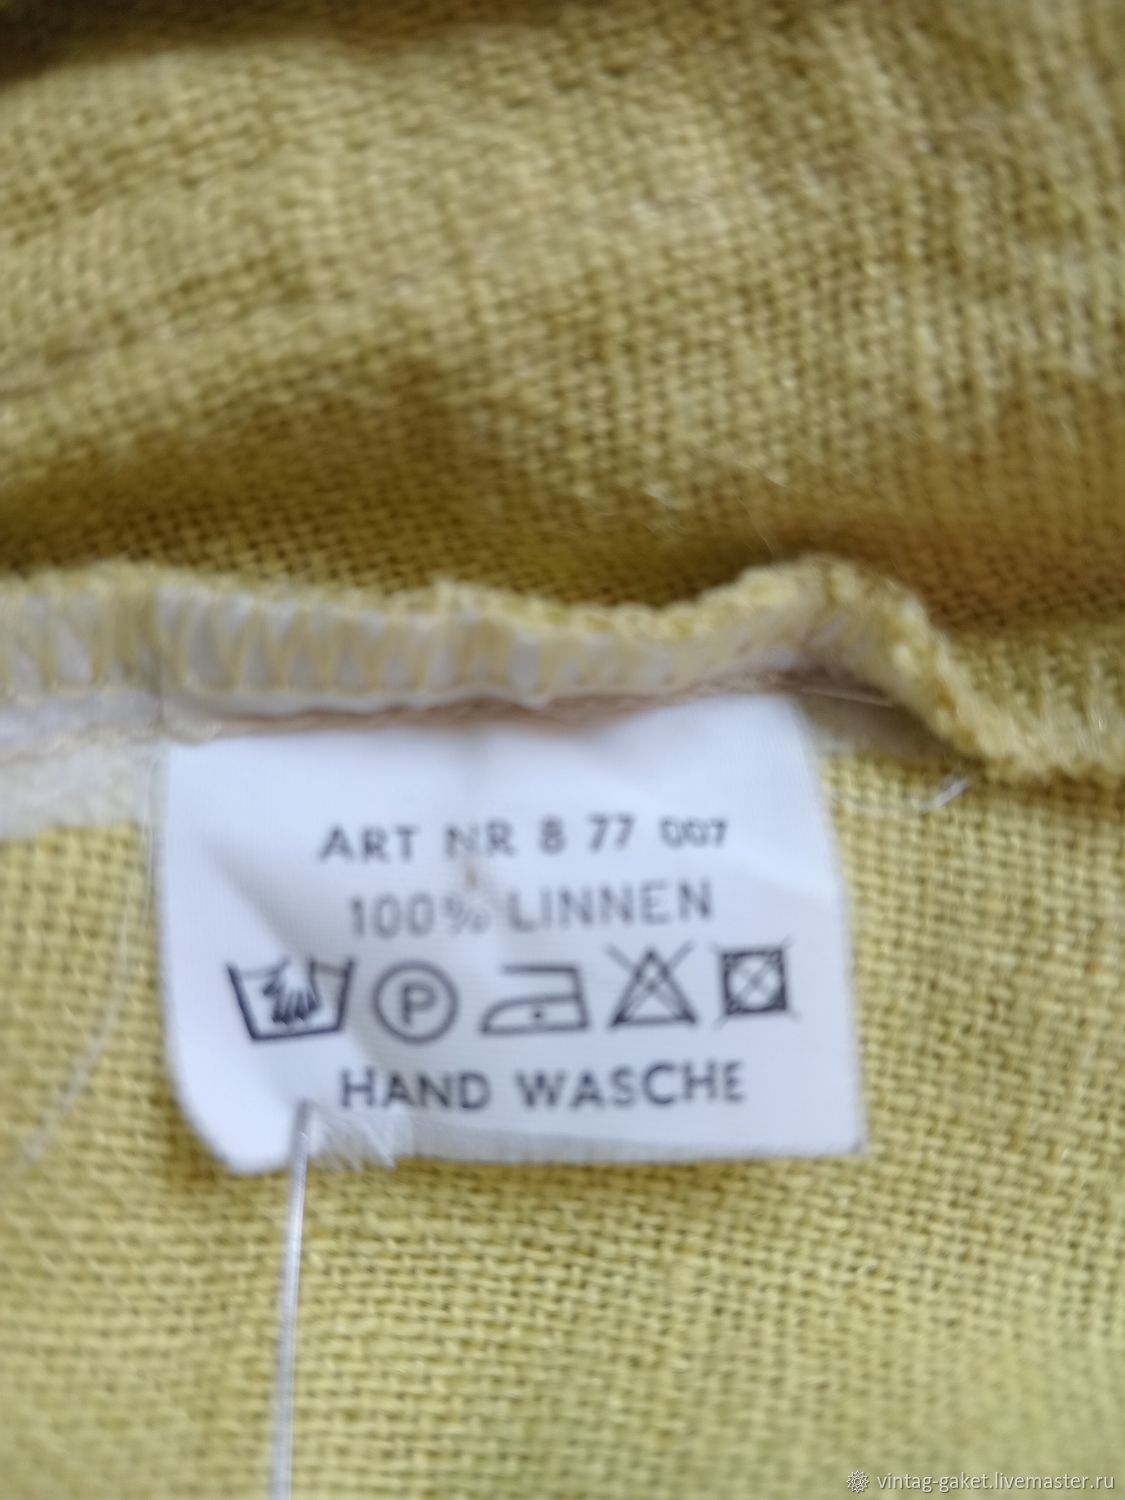 ART NR 8 77 007
100% LINNEN
P
HAND WASCHE
vintag-gaket.livemaster.ru